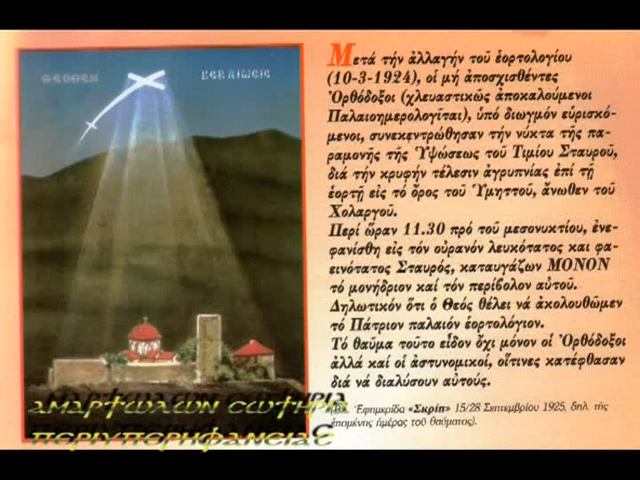 ΘΕΟΘΕΝ ΒΕΒΑΙΩΣΙΣ
Μετά τήν ἀλλαγήν τοῦ ἑορτολογίου
(10-3-1924), οἱ μή ἀποσχισθέντες
Ὀρθόδοξοι (χλευαστικῶς ἀποκαλούμενοι
Παλαιοημερολογῖται), ὑπό διωγμόν εὑρισκό-
μενοι, συνεκεντρώθησαν τήν νύκτα τῆς πα-
ραμονῆς τῆς Ὑψώσεως τοῦ Τιμίου Σταυροῦ,
διά τήν κρυφήν τέλεσιν ἀγρυπνίας ἐπί τῇ
ἑορτῇ εἰς τό ὄρος τοῦ Ὑμηττοῦ, ἄνωθεν τοῦ
Χολαργοῦ.
Περί ὥραν 11.30 πρό τοῦ μεσονυκτίου, ἐνε-
φανίσθη εἰς τόν οὐρανόν λευκότατος και φα-
εινότατος Σταυρός, καταυγάζων ΜΟΝΟΝ
τό μονήδριον καί τόν περίβολον αὐτοῦ.
Δηλωτικόν ὅτι ὁ Θεός θέλει νά ἀκολουθῶμεν
τό Πάτριον παλαιόν ἑορτολόγιον.
Τό θαῦμα τοῦτο εἶδον ὄχι μόνον οἱ Ὀρθόδοξοι
ἀλλά καί οἱ ἀστυνομικοί, οἵτινες κατέφθασαν
διά νά διαλύσουν αὐτούς.
Ἐφημερίδα «Σκρίπ» 15/28 Σεπτεμβρίου 1925, δηλ. τῆς
ἑπομένης ἡμέρας τοῦ θαύματος).
ΑΜΑΡΤΩΛΩΝ ΣΩΤΗΡΙΑ
ΠΕΡΙΥΠΕΡΗΦΑΝΕΙΑΣ